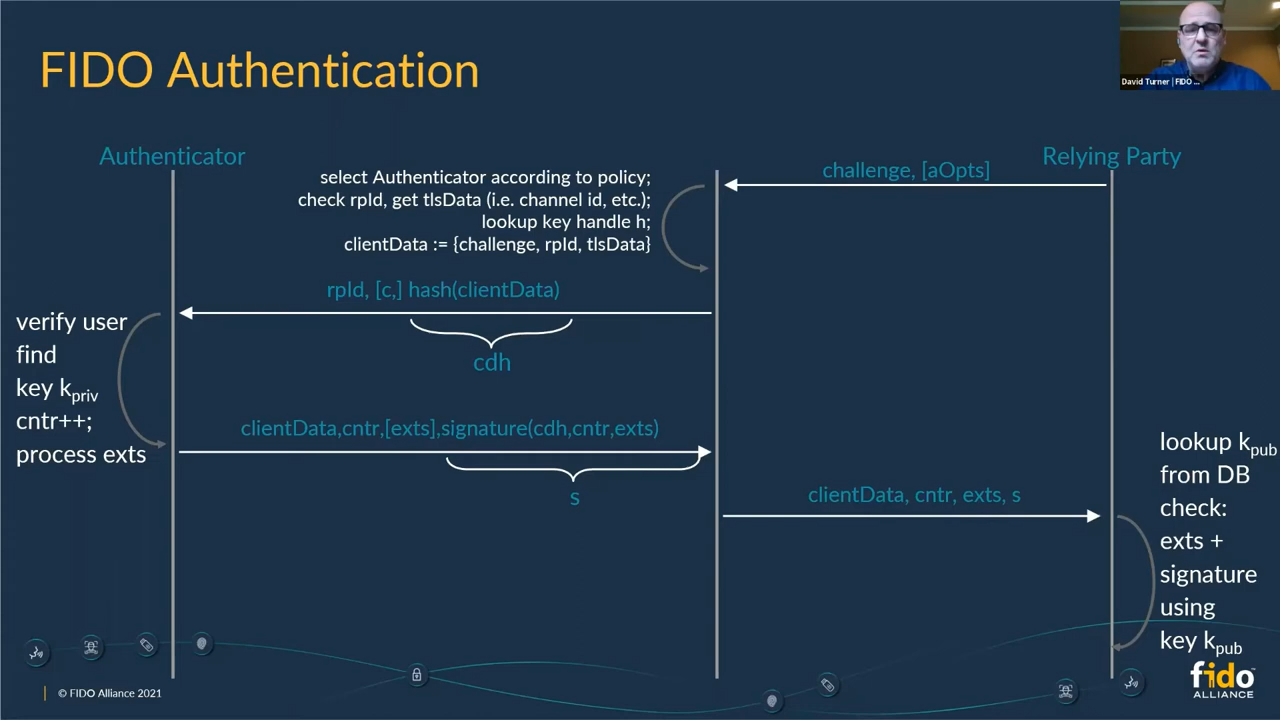 FIDO Authentication
David Turner | FIDO ...
Authenticator
Relying Party
challenge, [aOpts]
select Authenticator according to policy;
check rpId, get tlsData (i.e. channel id, etc.);
lookup key handle h;
clientData := {challenge, rpId, tlsData}
rpId, [c,] hash(clientData)
cdh
verify user
find
key kpriv
cntr++;
process exts
clientData,cntr,[exts],signature(cdh,cntr,exts)
s
clientData, cntr, exts, s
lookup kpub
from DB
check:
exts +
signature
using
key kpub
© FIDO Alliance 2021
fido
ALLIANCE